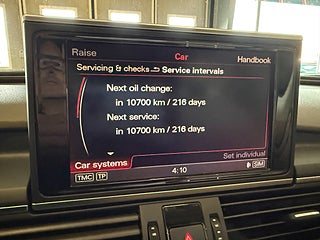 Raise
Car
Handbook
Servicing & checks Service intervals
Next oil change:
in 10700 km / 216 days
Next service:
in 10700 km / 216 days
Set individual
Car systems
TMC TP
4:10
SIM